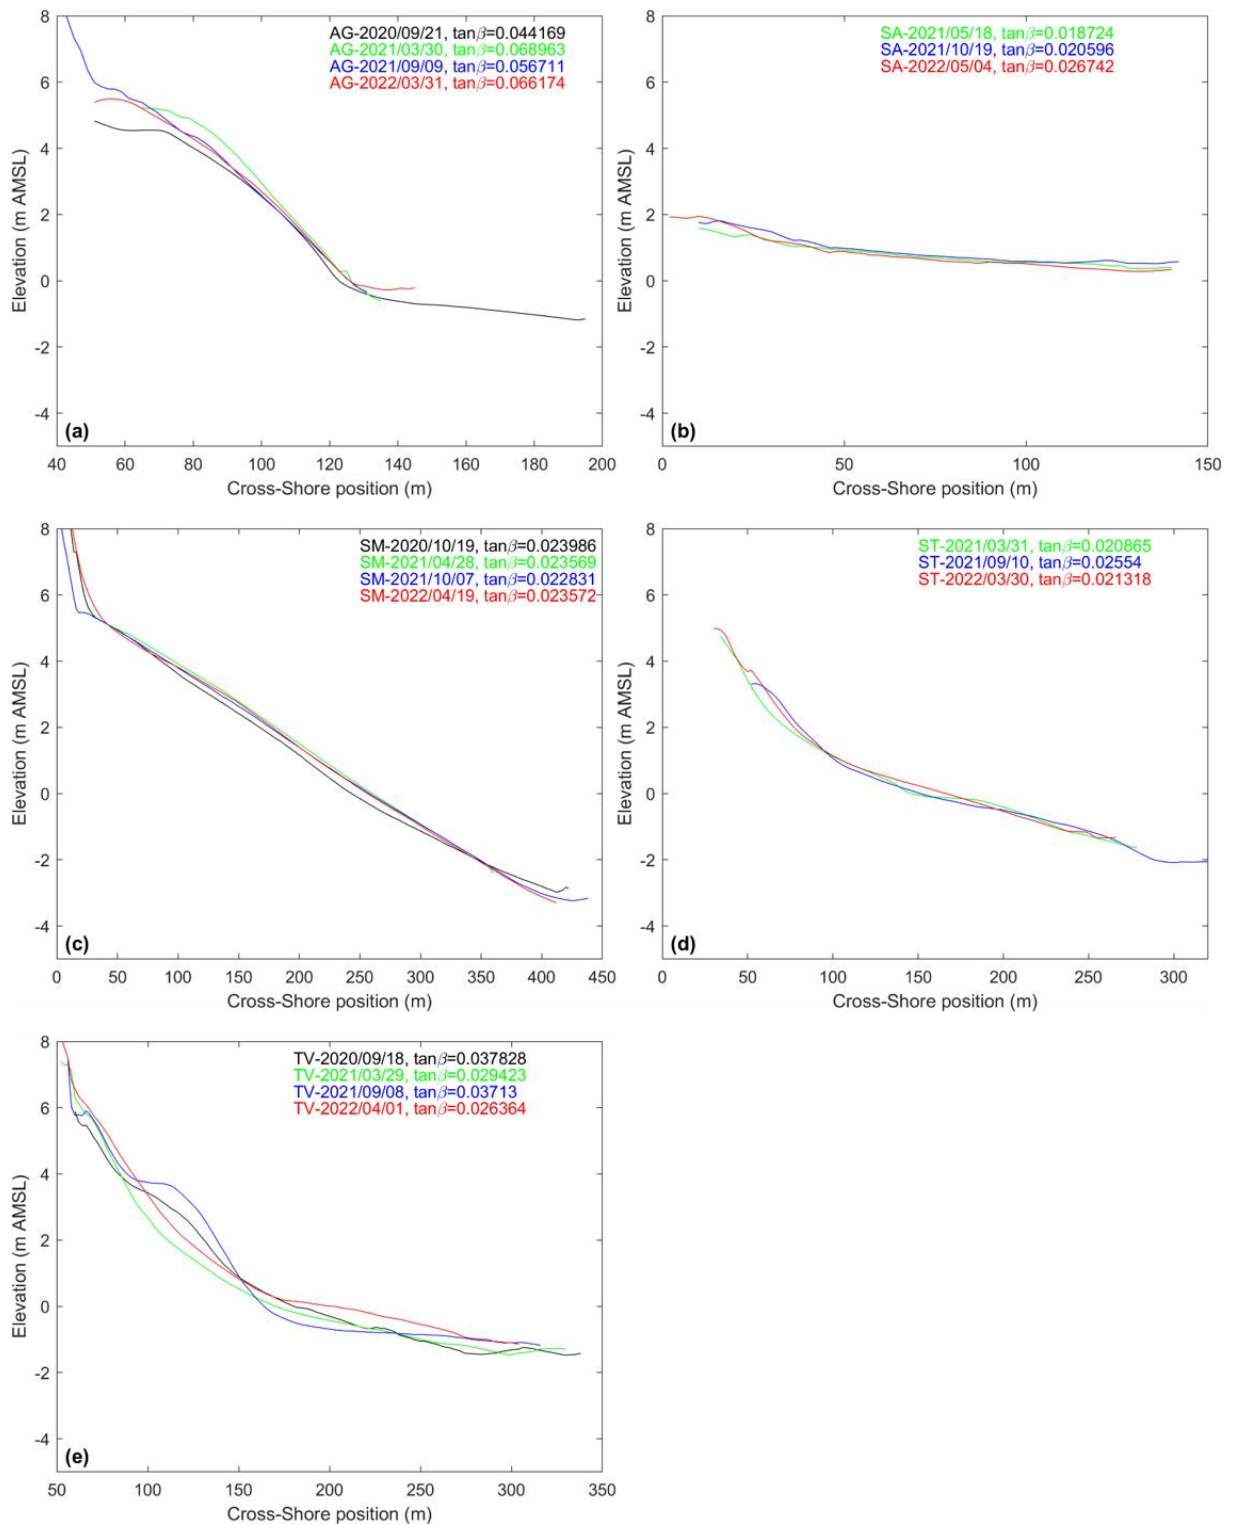 AG-2020/09/21, tanβ=0.044169
AG-2021/03/30, tanβ=0.068963
AG-2021/09/09, tanβ=0.056711
AG-2022/03/31, tanβ=0.066174
8
6
4
2
0
-2
-4
Elevation (m AMSL)
(a)
40 60 80 100 120 140 160 180 200
Cross-Shore position (m)
SA-2021/05/18, tanβ=0.018724
SA-2021/10/19, tanβ=0.020596
SA-2022/05/04, tanβ=0.026742
8
6
4
2
0
-2
-4
Elevation (m AMSL)
(b)
0 50 100 150
Cross-Shore position (m)
SM-2020/10/19, tanβ=0.023986
SM-2021/04/28, tanβ=0.023569
SM-2021/10/07, tanβ=0.022831
SM-2022/04/19, tanβ=0.023572
8
6
4
2
0
-2
-4
Elevation (m AMSL)
(c)
0 50 100 150 200 250 300 350 400 450
Cross-Shore position (m)
ST-2021/03/31, tanβ=0.020865
ST-2021/09/10, tanβ=0.02554
ST-2022/03/30, tanβ=0.021318
8
6
4
2
0
-2
-4
Elevation (m AMSL)
(d)
0 50 100 150 200 250 300
Cross-Shore position (m)
TV-2020/09/18, tanβ=0.037828
TV-2021/03/29, tanβ=0.029423
TV-2021/09/08, tanβ=0.03713
TV-2022/04/01, tanβ=0.026364
8
6
4
2
0
-2
-4
Elevation (m AMSL)
(e)
50 100 150 200 250 300 350
Cross-Shore position (m)